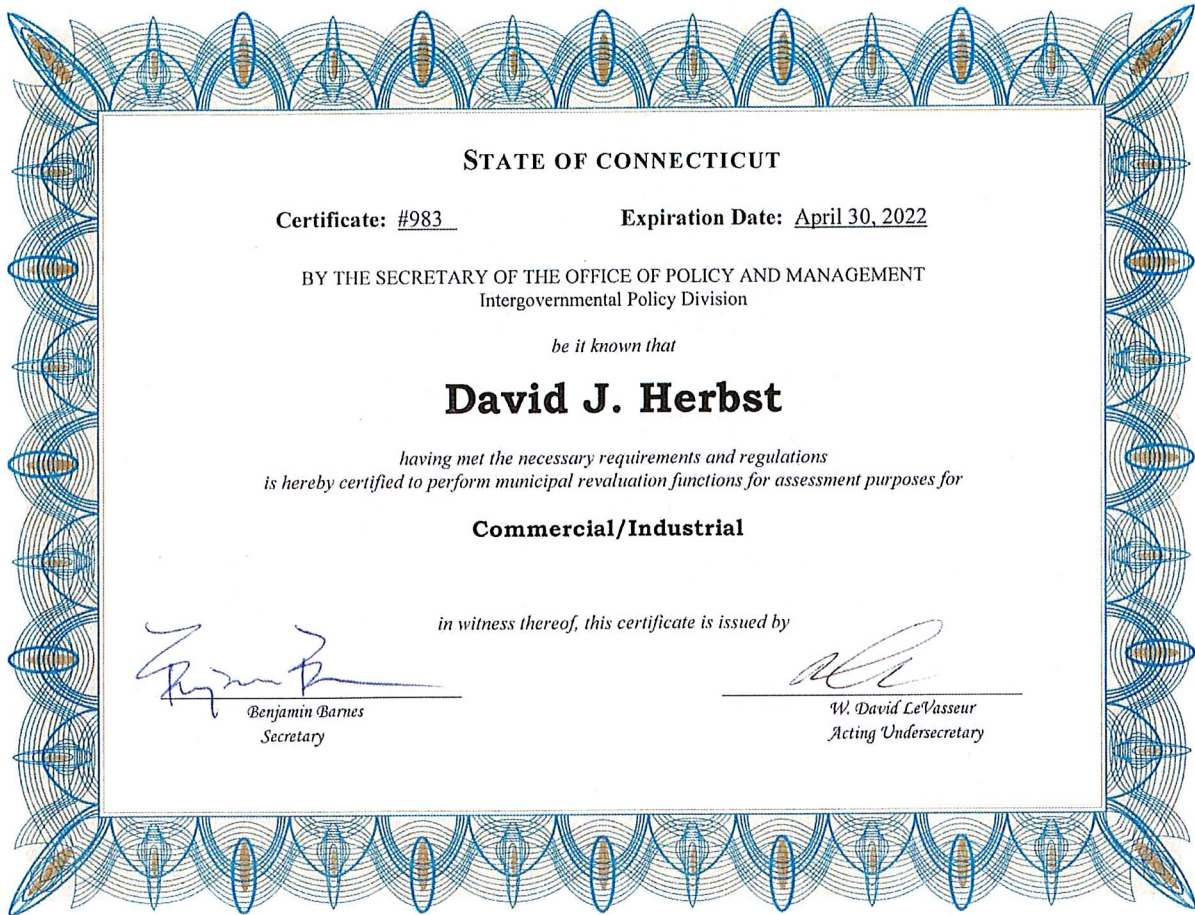 STATE OF CONNECTICUT
Certificate: #983 Expiration Date: April 30, 2022
BY THE SECRETARY OF THE OFFICE OF POLICY AND MANAGEMENT
Intergovernmental Policy Division
be it known that
David J. Herbst
having met the necessary requirements and regulations
is hereby certified to perform municipal revaluation functions for assessment purposes for
Commercial/Industrial
in witness thereof, this certificate is issued by
Benjamin Barnes
Secretary
W. David LeVasseur
Acting Undersecretary